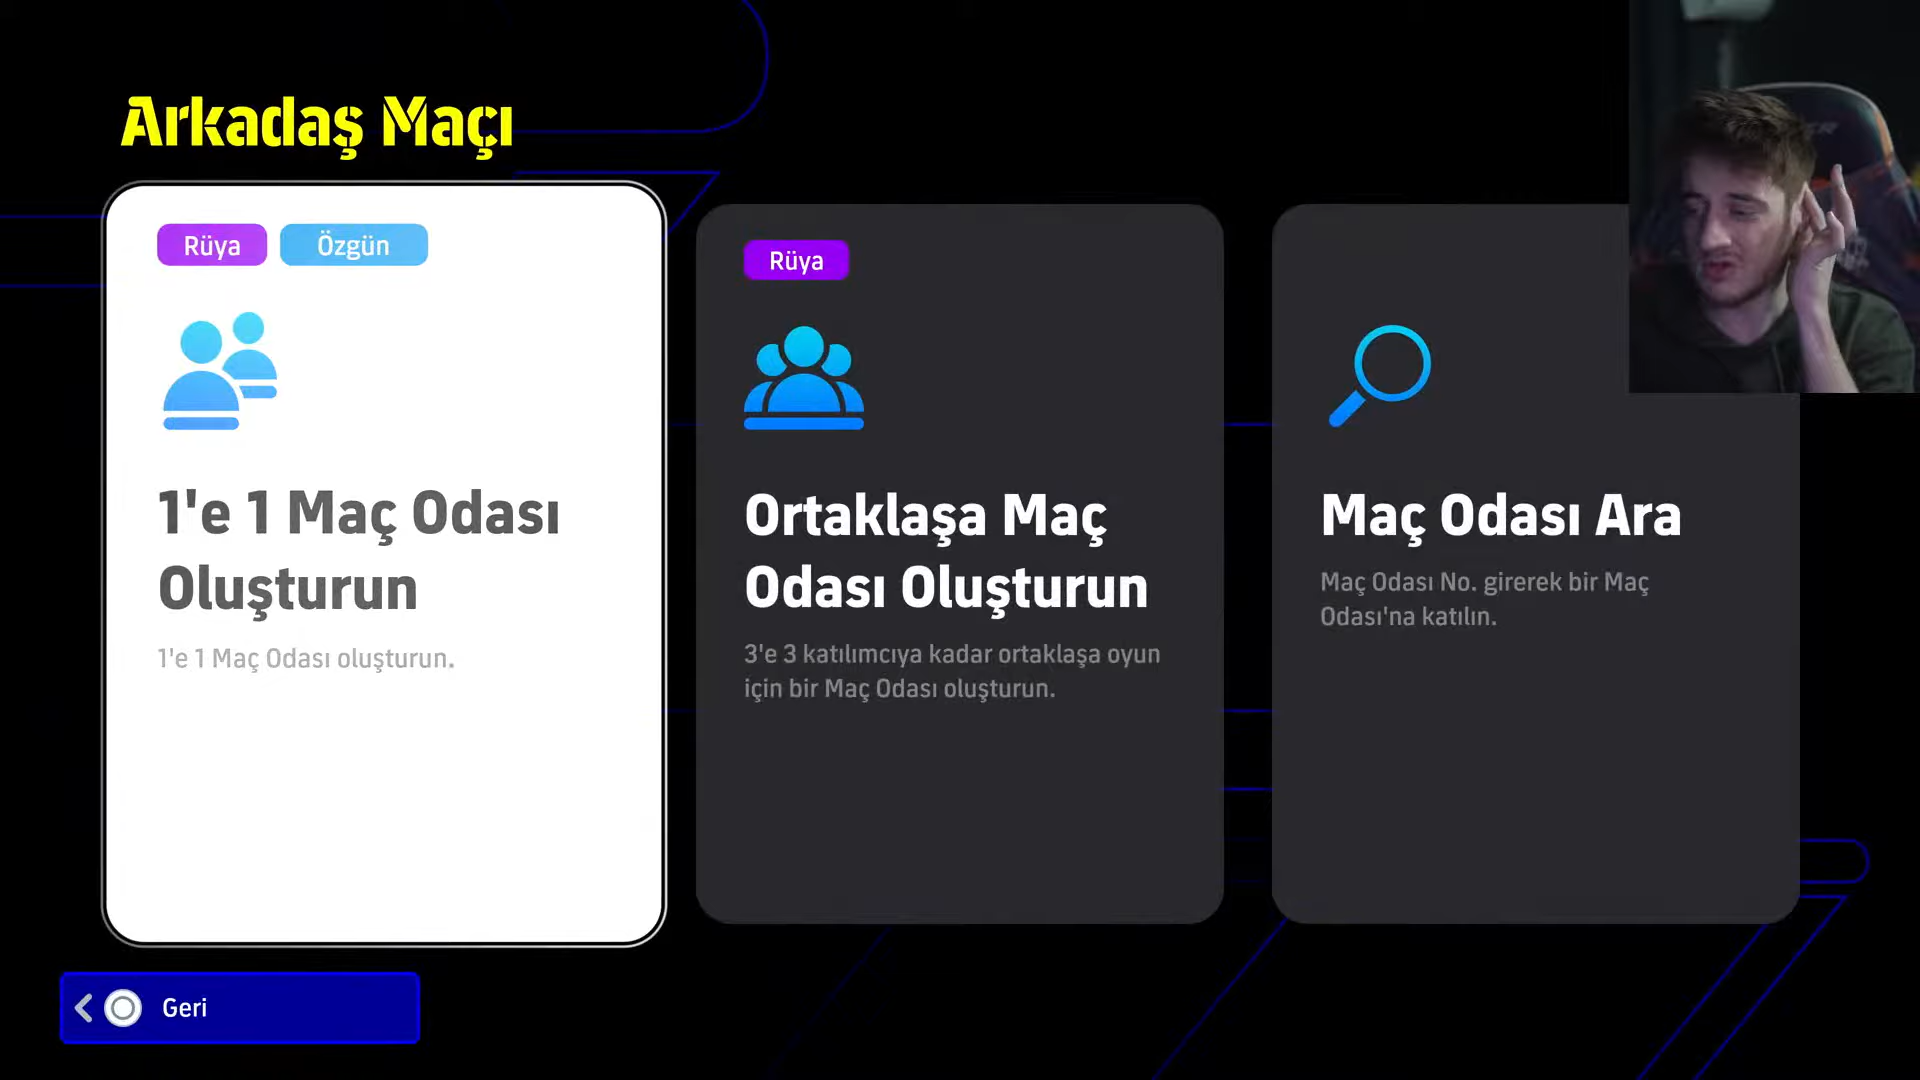 Arkadaş Maçı
Rüya
Özgün
1'e 1 Maç Odası
Oluşturun
1'e 1 Maç Odası oluşturun.
Rüya
Ortaklaşa Maç
Odası Oluşturun
3'e 3 katılımcıya kadar ortaklaşa oyun
için bir Maç Odası oluşturun.
Maç Odası Ara
Maç Odası No. girerek bir Maç
Odası'na katılın.
Geri